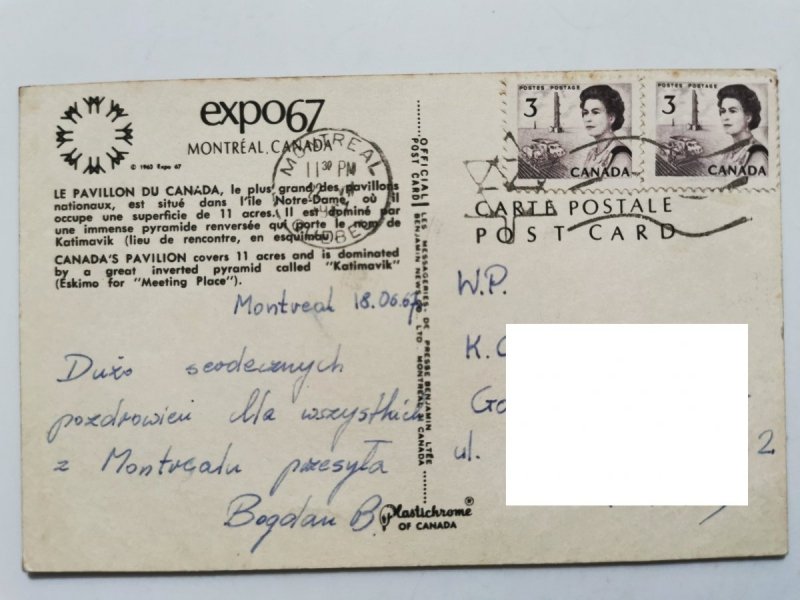 expo67
MONTRÉAL, CANADA
© 1963 Expo 67
LE PAVILLON DU CANADA, le plus grand des pavillons
nationaux, est situé dans l'île Notre-Dame, où il
occupe une superficie de 11 acres. Il est dominé par
une immense pyramide renversée qui porte le nom de
Katimavik (lieu de rencontre, en esquimau).
CANADA'S PAVILION covers 11 acres and is dominated
by a great inverted pyramid called "Katimavik"
(Eskimo for "Meeting Place").
MONTREAL
11 30 PM
Montreal 18.06.67
Dużo serdecznych
pozdrowień dla wszystkich
z Montrealu przesyła
Bogdan B.
OFFICIAL POST CARD
LES MESSAGERIES DE PRESSE BENJAMIN LTÉE
BENJAMIN NEWS CO. LTD. MONTREAL CANADA
Plastichrome®
OF CANADA
POSTES POSTAGE
3
CANADA
POSTES POSTAGE
3
CANADA
CARTE POSTALE
POST CARD
W.P.
K.
ul. 2